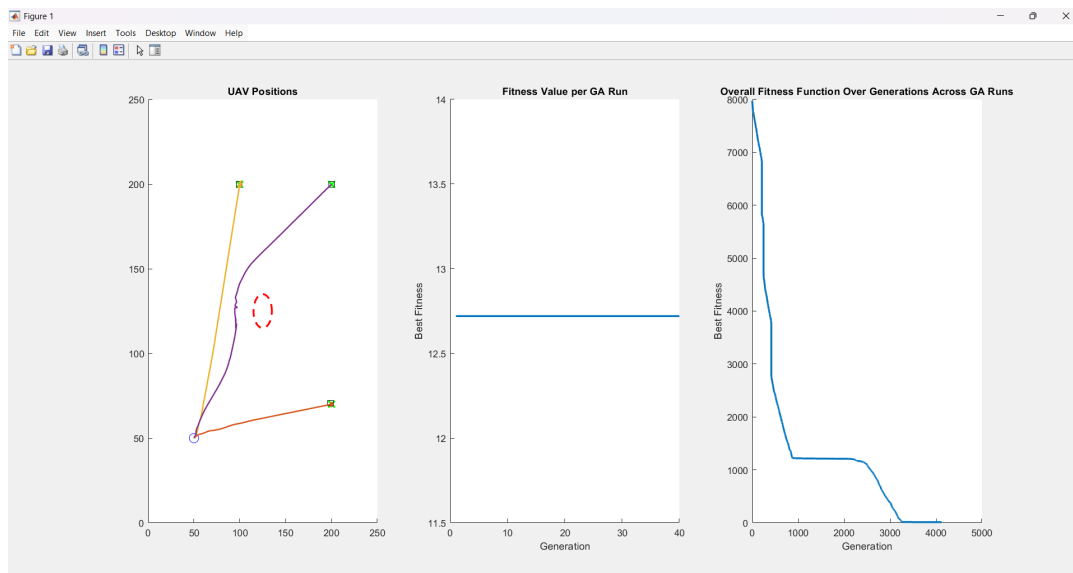 Figure 1
File Edit View Insert Tools Desktop Window Help
UAV Positions
250
200
150
100
50
0
0 50 100 150 200 250
Fitness Value per GA Run
14
13.5
13
12.5
12
11.5
Best Fitness
0 10 20 30 40
Generation
Overall Fitness Function Over Generations Across GA Runs
8000
7000
6000
5000
4000
3000
2000
1000
0
Best Fitness
0 1000 2000 3000 4000 5000
Generation